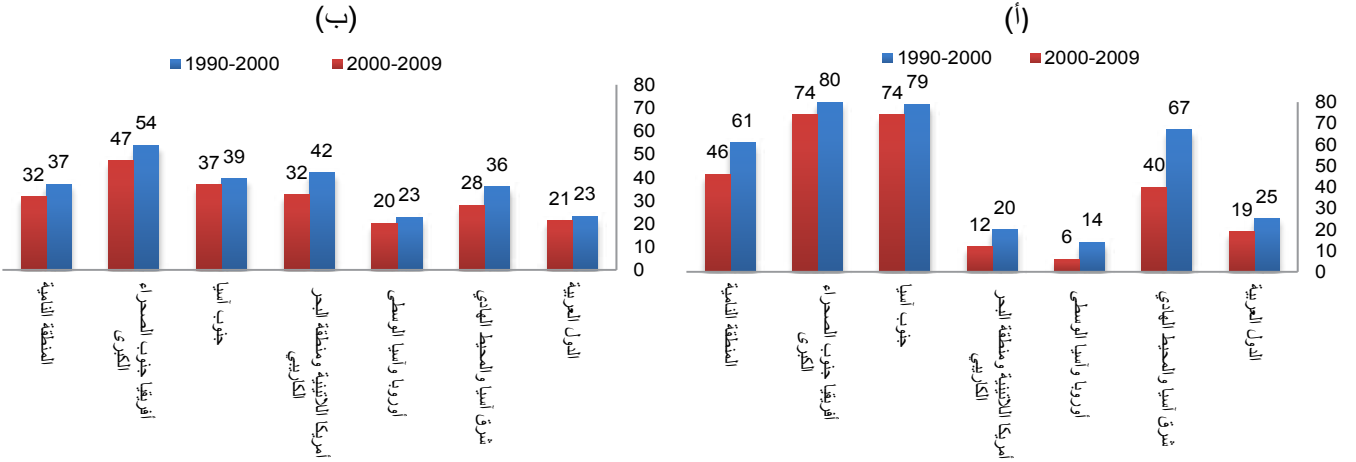 (أ)
1990-2000 2000-2009
80
70
60
50
40
30
20
10
0
25 19
67 40
14 6
20 12
79 74
80 74
61 46
الدول العربية
شرق آسيا والمحيط الهادي
أوروبا وآسيا الوسطى
أمريكا اللاتينية ومنطقة البحر
الكاريبي
جنوب آسيا
أفريقيا جنوب الصحراء
الكبرى
المنطقة النامية
(ب)
1990-2000 2000-2009
80
70
60
50
40
30
20
10
0
23 21
36 28
23 20
42 32
39 37
54 47
37 32
الدول العربية
شرق آسيا والمحيط الهادي
أوروبا وآسيا الوسطى
أمريكا اللاتينية ومنطقة البحر
الكاريبي
جنوب آسيا
أفريقيا جنوب الصحراء
الكبرى
المنطقة النامية